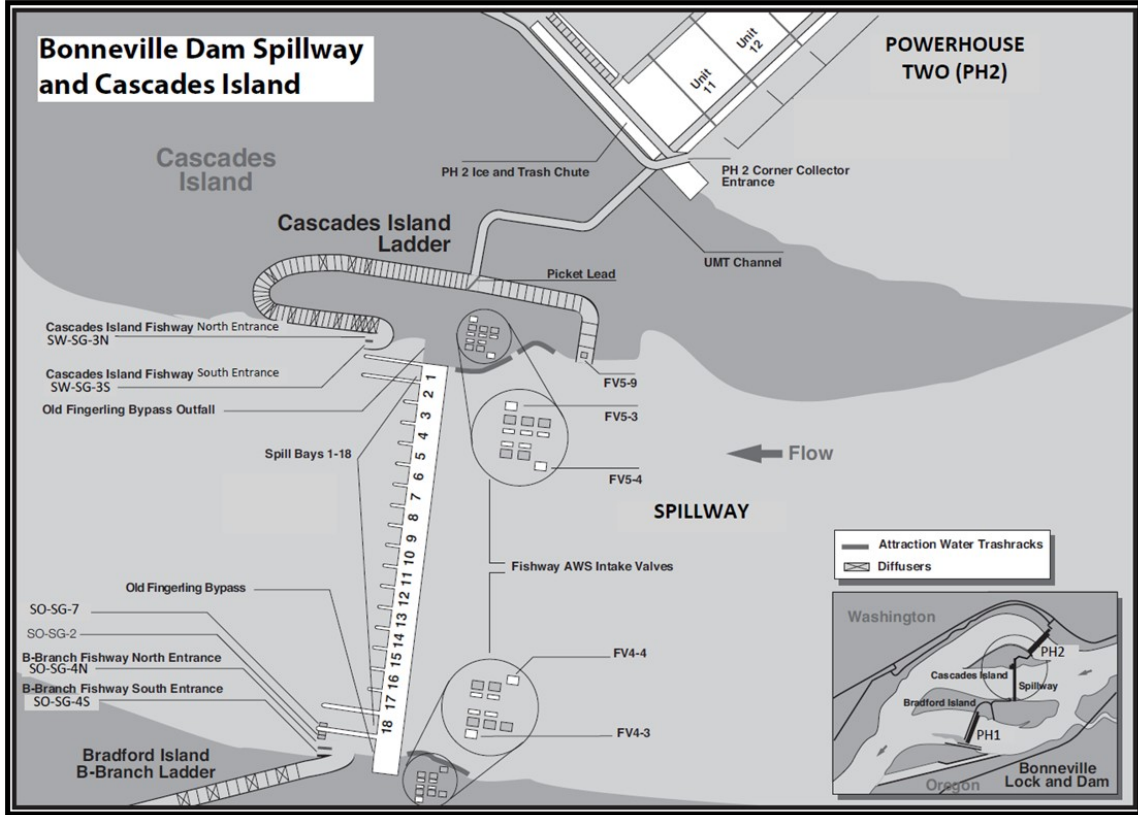 Bonneville Dam Spillway
and Cascades Island
POWERHOUSE
TWO (PH2)
Unit
12
Unit
11
Cascades
Island
PH 2 Ice and Trash Chute
PH 2 Corner Collector
Entrance
Cascades Island
Ladder
UMT Channel
Picket Lead
Cascades Island Fishway North Entrance
SW-SG-3N
Cascades Island Fishway South Entrance
SW-SG-3S
FV5-9
Old Fingerling Bypass Outfall
FV5-3
Spill Bays 1-18
Flow
FV5-4
SPILLWAY
1
2
3
4
5
6
7
8
9
10
11
12
13
14
15
16
17
18
Fishway AWS Intake Valves
Old Fingerling Bypass
SO-SG-7
SO-SG-2
B-Branch Fishway North Entrance
SO-SG-4N
B-Branch Fishway South Entrance
SO-SG-4S
FV4-4
FV4-3
Bradford Island
B-Branch Ladder
Attraction Water Trashracks
Diffusers
Washington
PH2
Cascades Island
Spillway
Bradford Island
PH1
Bonneville
Lock and Dam
Oregon